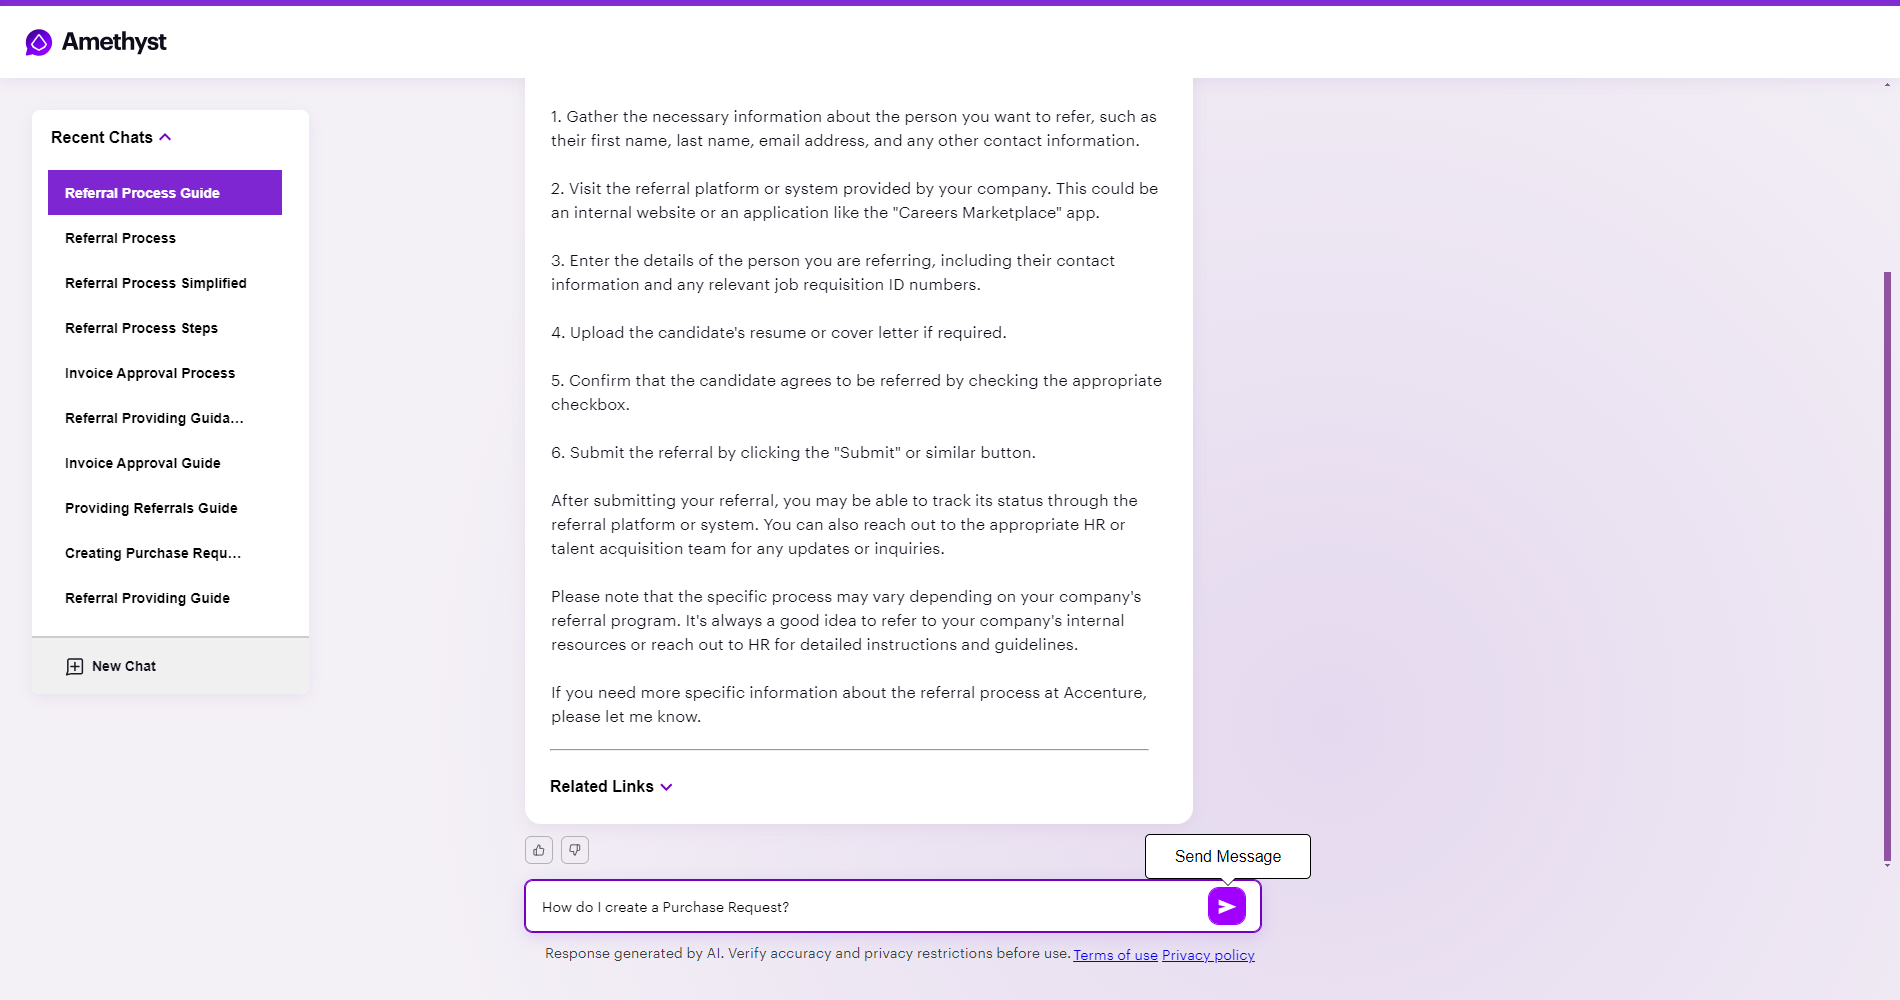 Amethyst
Recent Chats
Referral Process Guide
Referral Process
Referral Process Simplified
Referral Process Steps
Invoice Approval Process
Referral Providing Guida...
Invoice Approval Guide
Providing Referrals Guide
Creating Purchase Requ...
Referral Providing Guide
New Chat
1. Gather the necessary information about the person you want to refer, such as
their first name, last name, email address, and any other contact information.
2. Visit the referral platform or system provided by your company. This could be
an internal website or an application like the "Careers Marketplace" app.
3. Enter the details of the person you are referring, including their contact
information and any relevant job requisition ID numbers.
4. Upload the candidate's resume or cover letter if required.
5. Confirm that the candidate agrees to be referred by checking the appropriate
checkbox.
6. Submit the referral by clicking the "Submit" or similar button.
After submitting your referral, you may be able to track its status through the
referral platform or system. You can also reach out to the appropriate HR or
talent acquisition team for any updates or inquiries.
Please note that the specific process may vary depending on your company's
referral program. It's always a good idea to refer to your company's internal
resources or reach out to HR for detailed instructions and guidelines.
If you need more specific information about the referral process at Accenture,
please let me know.
Related Links
Send Message
How do I create a Purchase Request?
Response generated by AI. Verify accuracy and privacy restrictions before use. Terms of use Privacy policy